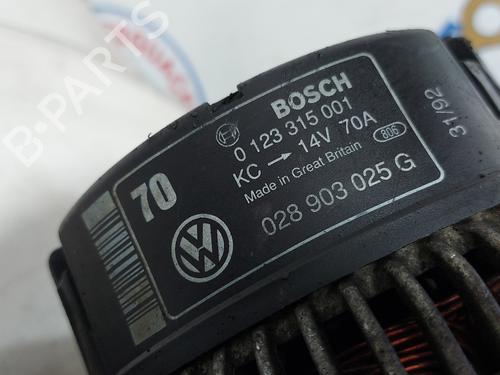 BOSCH
0 123 315 001
KC → 14V 70A
806
Made in Great Britain
70
028 903 025 G
31/92
B-PARTS